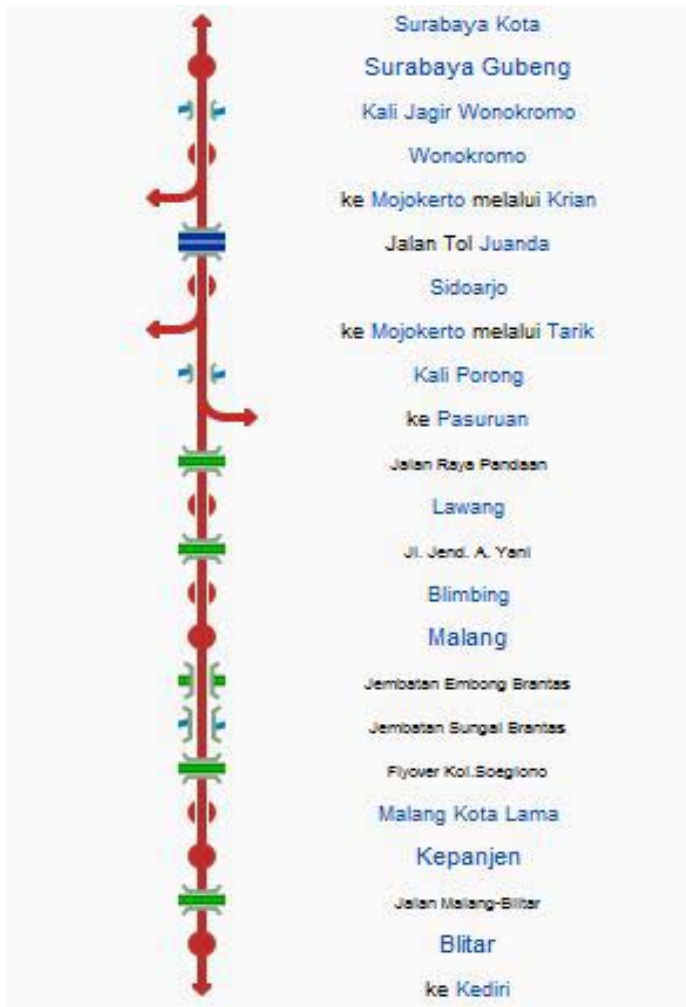 Surabaya Kota
Surabaya Gubeng
Kali Jagir Wonokromo
Wonokromo
ke Mojokerto melalui Krian
Jalan Tol Juanda
Sidoarjo
ke Mojokerto melalui Tarik
Kali Porong
ke Pasuruan
Jalan Raya Pandaan
Lawang
Jl. Jend. A. Yani
Blimbing
Malang
Jembatan Embong Brantas
Jembatan Sungai Brantas
Flyover Kol.Soegiono
Malang Kota Lama
Kepanjen
Jalan Malang-Blitar
Blitar
ke Kediri